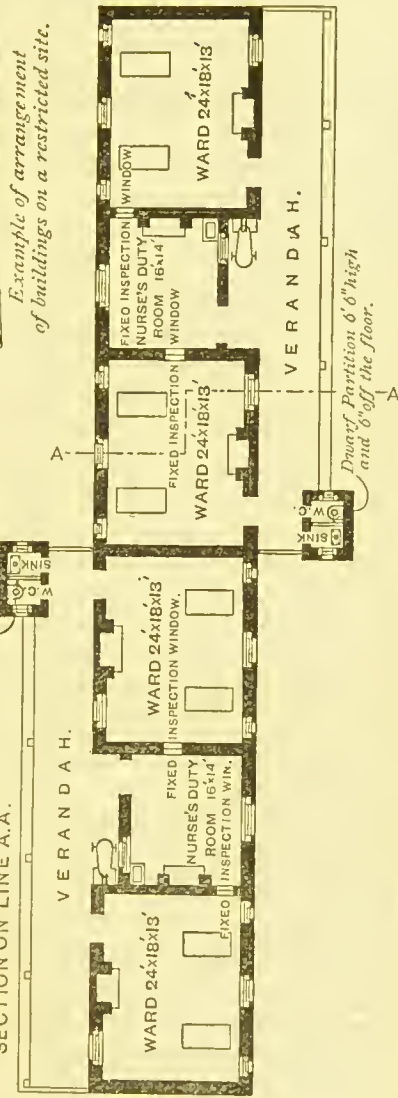 Example of arrangement
of buildings on a restricted site.
SECTION ON LINE A.A.
W.C.
SINK
VERANDAH.
WARD 24'x18'x13'
FIXED INSPECTION WIN.
NURSE'S DUTY
ROOM 16'x14'
FIXED
INSPECTION WINDOW.
WARD 24'x18'x13'
A
WARD 24'x18'x13'
FIXED INSPECTION
WINDOW
NURSE'S DUTY
ROOM 16'x14'
FIXED INSPECTION
WINDOW
WARD 24'x18'x13'
VERANDAH.
A
W.C.
SINK
Dwarf Partition 6'6" high
and 6" off the floor.